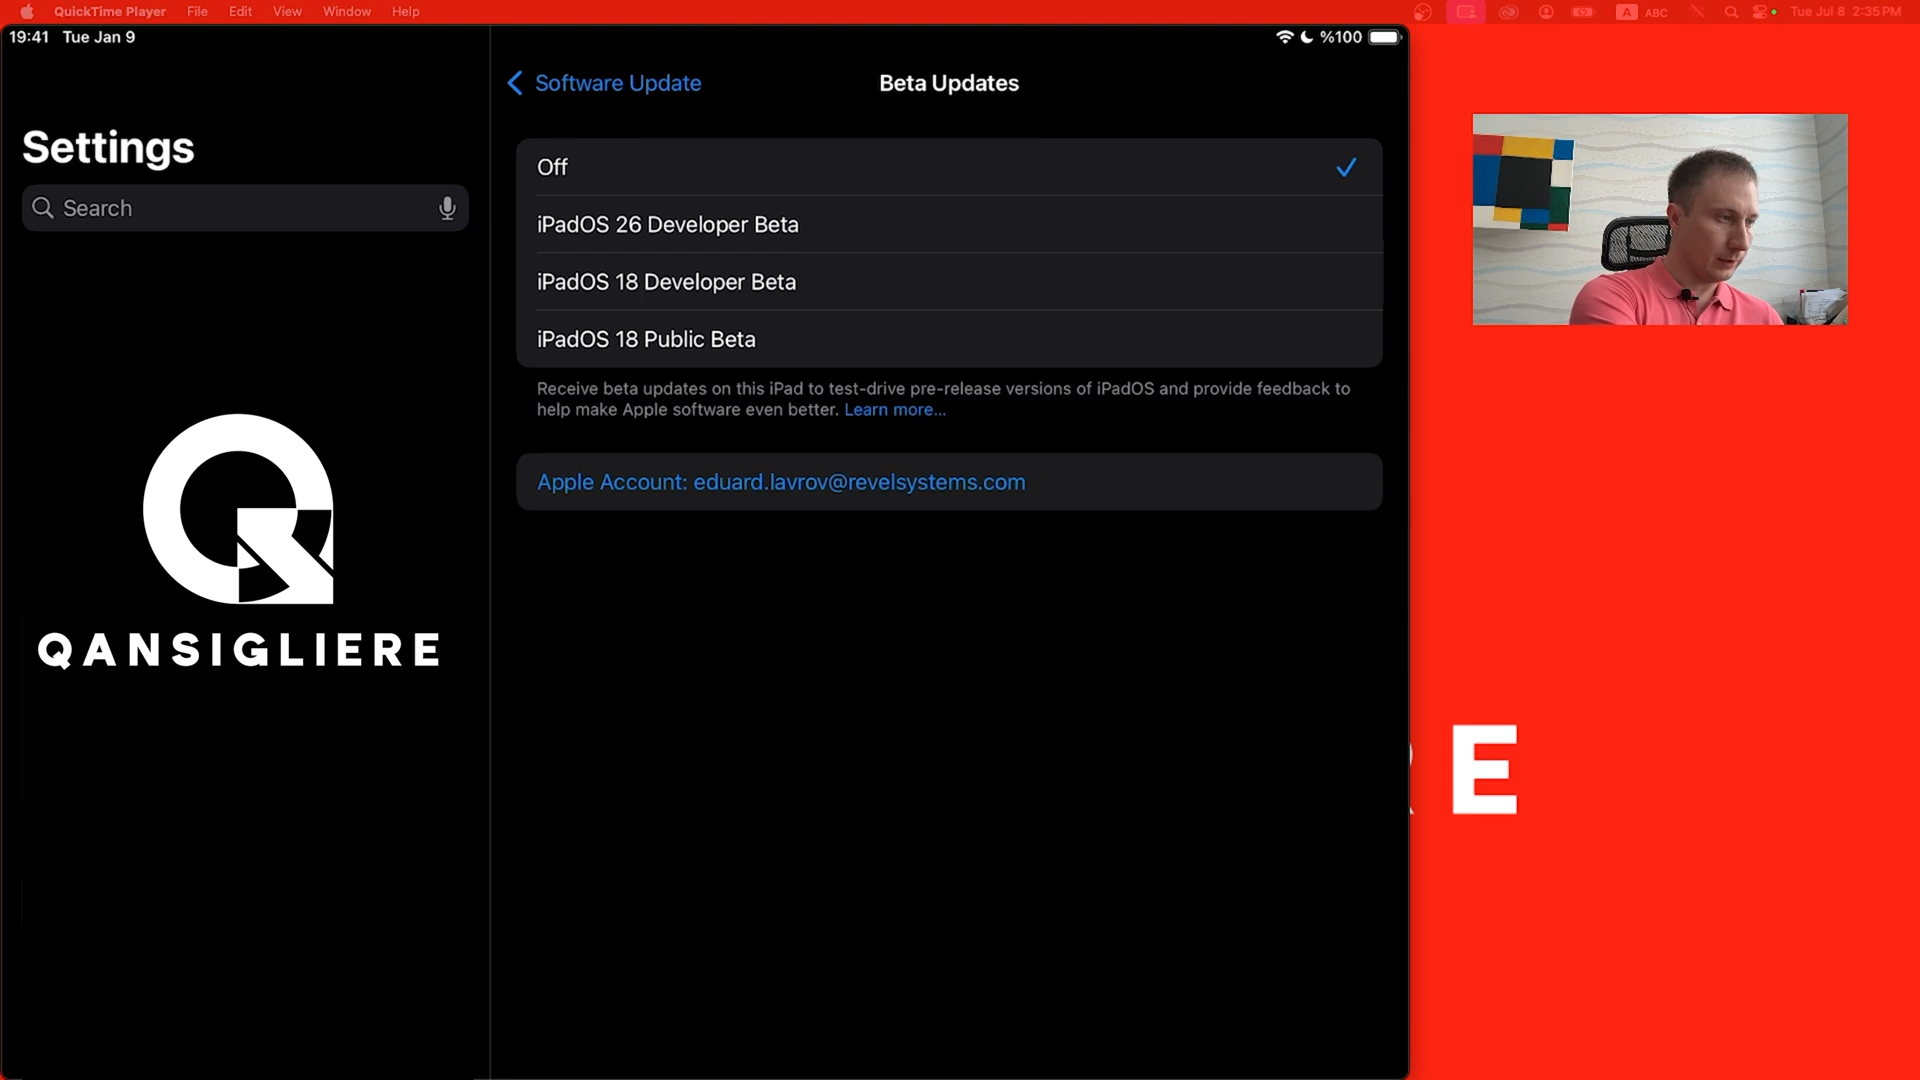 QuickTime Player File Edit View Window Help
A ABC Tue Jul 8 2:35 PM
19:41 Tue Jan 9
%100
Software Update
Beta Updates
Settings
Search
Off
iPadOS 26 Developer Beta
iPadOS 18 Developer Beta
iPadOS 18 Public Beta
Receive beta updates on this iPad to test-drive pre-release versions of iPadOS and provide feedback to
help make Apple software even better. Learn more...
Apple Account: eduard.lavrov@revelsystems.com
QANSIGLIERE
E